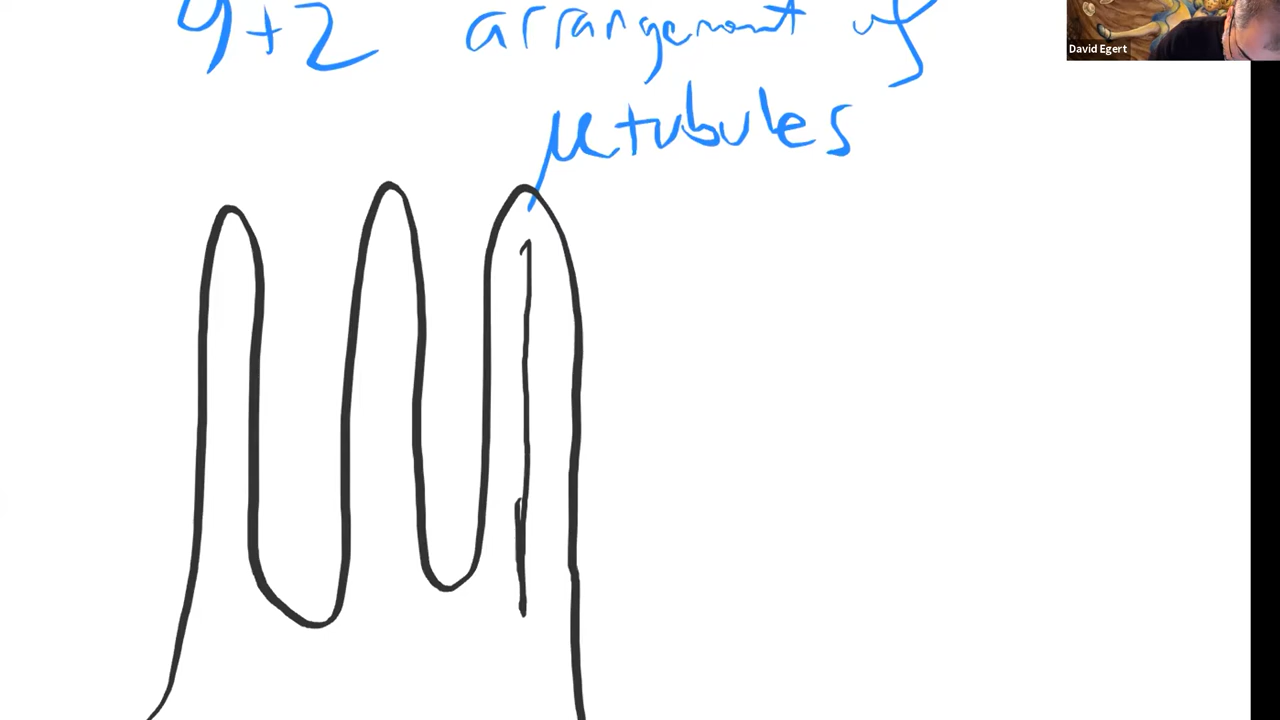 9+2 arrangement of
μtubules
David Egert